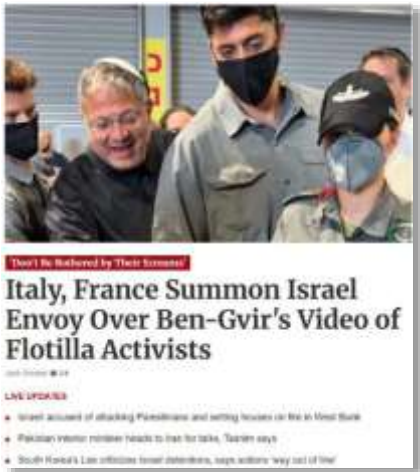 'Don't Be Bothered by Their Screams'
Italy, France Summon Israel
Envoy Over Ben-Gvir's Video of
Flotilla Activists
LIVE UPDATES
Israel accused of attacking Palestinians and setting houses on fire in West Bank
Pakistan interior minister heads to Iran for talks, Tasnim says
South Korea's Lee criticizes Israel detentions, says actions 'way out of line'